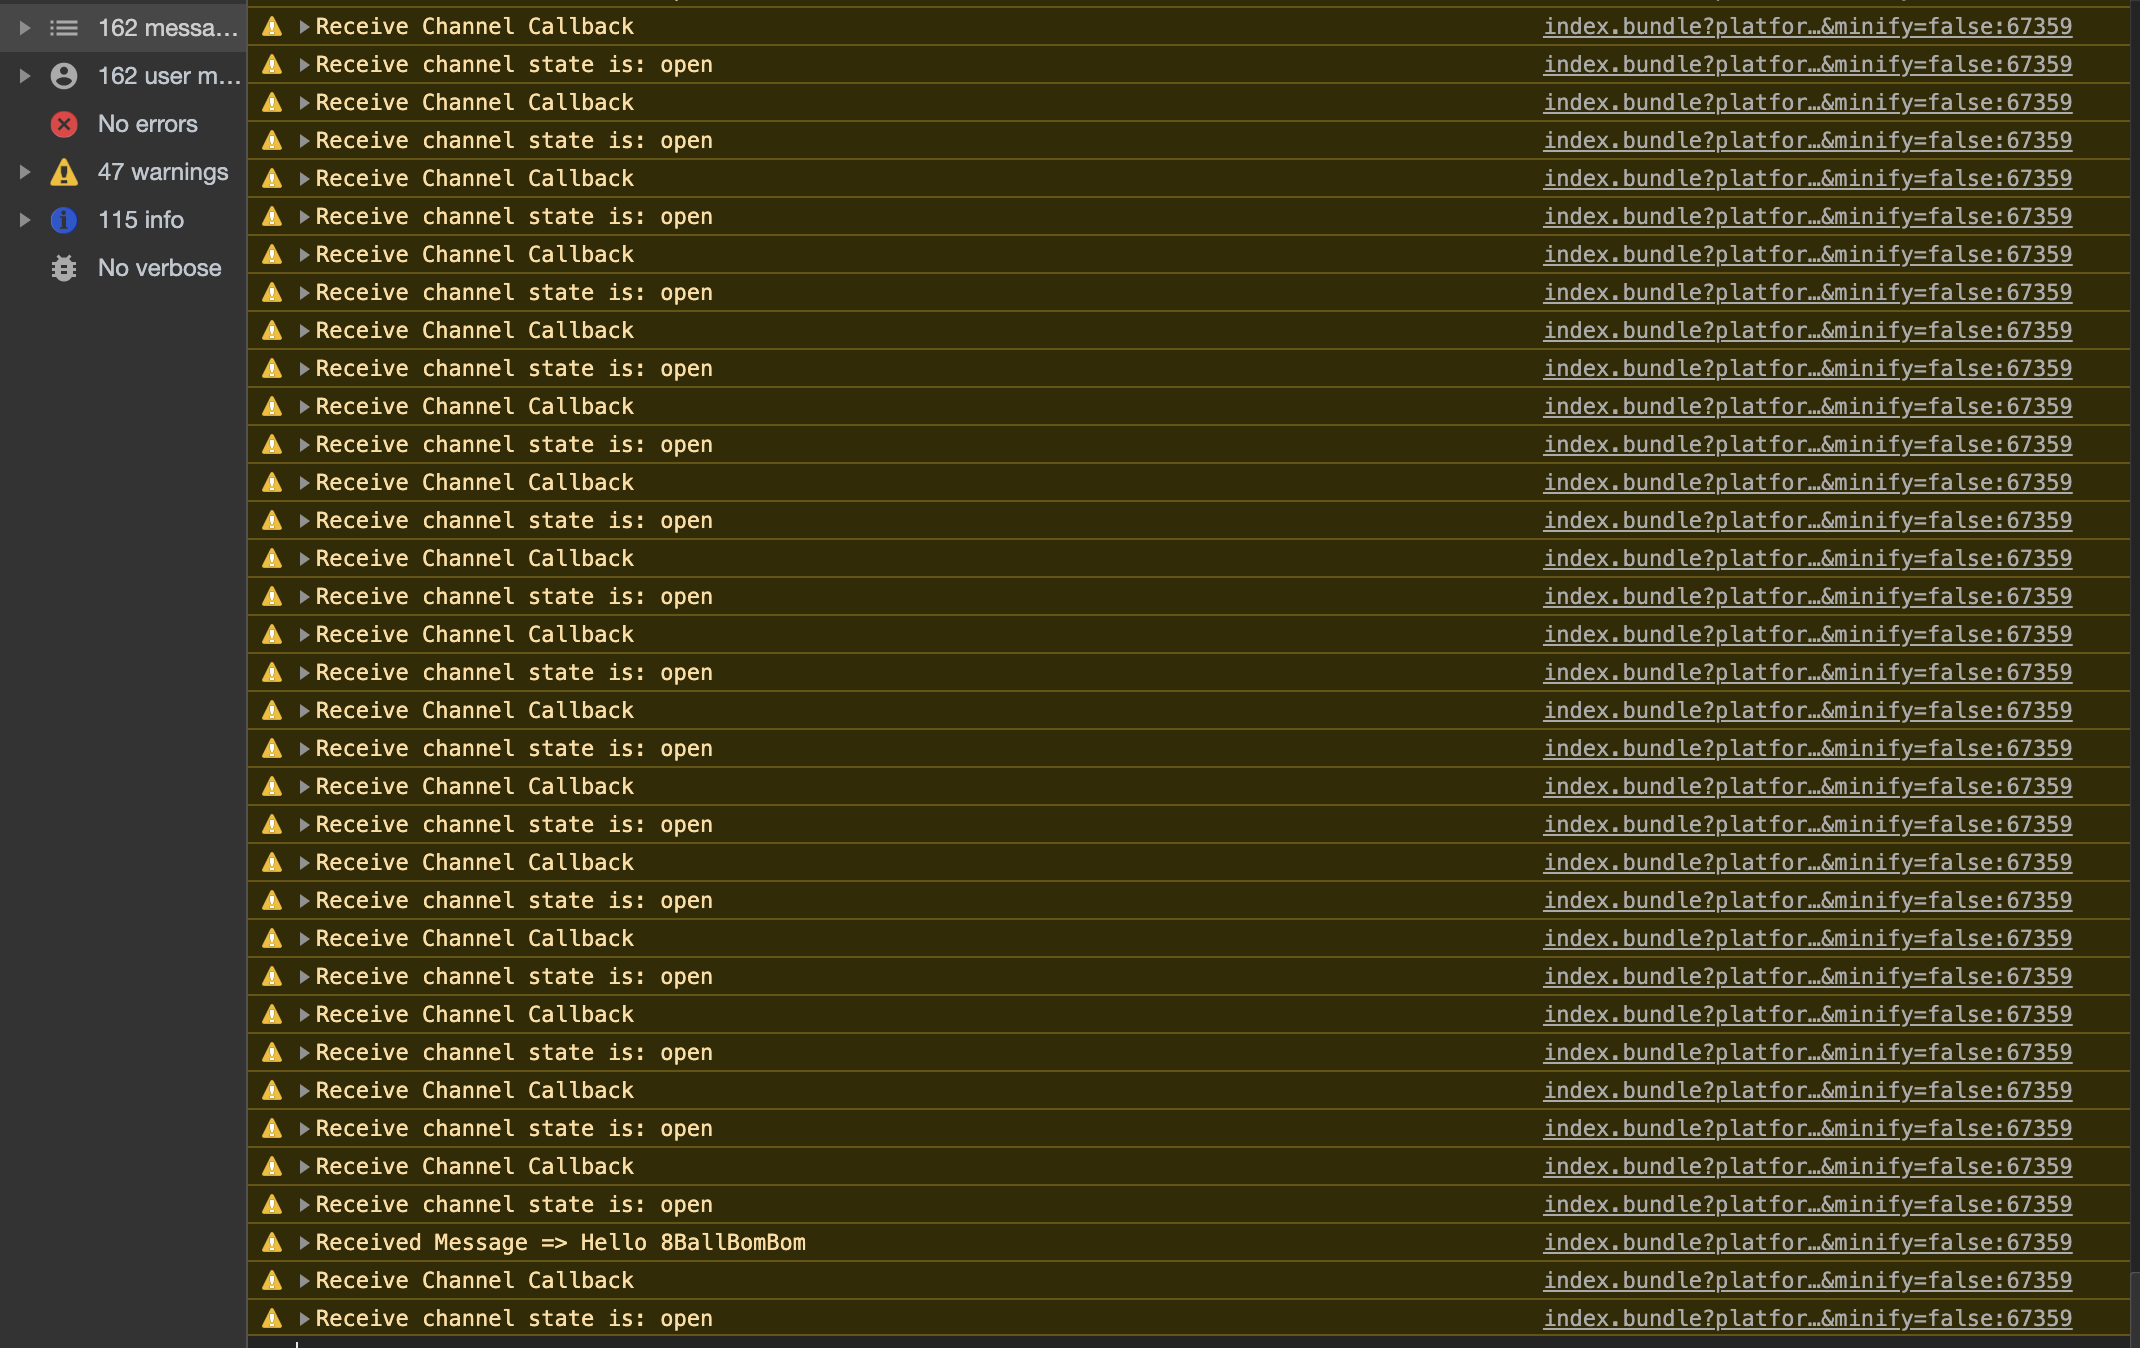 162 messa…
162 user m…
No errors
47 warnings
115 info
No verbose
Receive Channel Callback index.bundle?platfor…&minify=false:67359
Receive channel state is: open index.bundle?platfor…&minify=false:67359
Receive Channel Callback index.bundle?platfor…&minify=false:67359
Receive channel state is: open index.bundle?platfor…&minify=false:67359
Receive Channel Callback index.bundle?platfor…&minify=false:67359
Receive channel state is: open index.bundle?platfor…&minify=false:67359
Receive Channel Callback index.bundle?platfor…&minify=false:67359
Receive channel state is: open index.bundle?platfor…&minify=false:67359
Receive Channel Callback index.bundle?platfor…&minify=false:67359
Receive channel state is: open index.bundle?platfor…&minify=false:67359
Receive Channel Callback index.bundle?platfor…&minify=false:67359
Receive channel state is: open index.bundle?platfor…&minify=false:67359
Receive Channel Callback index.bundle?platfor…&minify=false:67359
Receive channel state is: open index.bundle?platfor…&minify=false:67359
Receive Channel Callback index.bundle?platfor…&minify=false:67359
Receive channel state is: open index.bundle?platfor…&minify=false:67359
Receive Channel Callback index.bundle?platfor…&minify=false:67359
Receive channel state is: open index.bundle?platfor…&minify=false:67359
Receive Channel Callback index.bundle?platfor…&minify=false:67359
Receive channel state is: open index.bundle?platfor…&minify=false:67359
Receive Channel Callback index.bundle?platfor…&minify=false:67359
Receive channel state is: open index.bundle?platfor…&minify=false:67359
Receive Channel Callback index.bundle?platfor…&minify=false:67359
Receive channel state is: open index.bundle?platfor…&minify=false:67359
Receive Channel Callback index.bundle?platfor…&minify=false:67359
Receive channel state is: open index.bundle?platfor…&minify=false:67359
Receive Channel Callback index.bundle?platfor…&minify=false:67359
Receive channel state is: open index.bundle?platfor…&minify=false:67359
Receive Channel Callback index.bundle?platfor…&minify=false:67359
Receive channel state is: open index.bundle?platfor…&minify=false:67359
Receive Channel Callback index.bundle?platfor…&minify=false:67359
Receive channel state is: open index.bundle?platfor…&minify=false:67359
Received Message => Hello 8BallBomBom index.bundle?platfor…&minify=false:67359
Receive Channel Callback index.bundle?platfor…&minify=false:67359
Receive channel state is: open index.bundle?platfor…&minify=false:67359